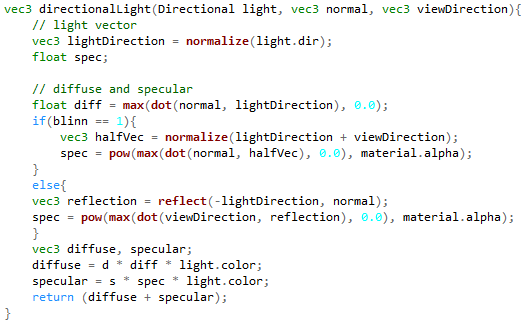 vec3 directionalLight(Directional light, vec3 normal, vec3 viewDirection){
    // light vector
    vec3 lightDirection = normalize(light.dir);
    float spec;

    // diffuse and specular
    float diff = max(dot(normal, lightDirection), 0.0);
    if(blinn == 1){
        vec3 halfVec = normalize(lightDirection + viewDirection);
        spec = pow(max(dot(normal, halfVec), 0.0), material.alpha);
    }
    else{
    vec3 reflection = reflect(-lightDirection, normal);
    spec = pow(max(dot(viewDirection, reflection), 0.0), material.alpha);
    }
    vec3 diffuse, specular;
    diffuse = d * diff * light.color;
    specular = s * spec * light.color;
    return (diffuse + specular);
}